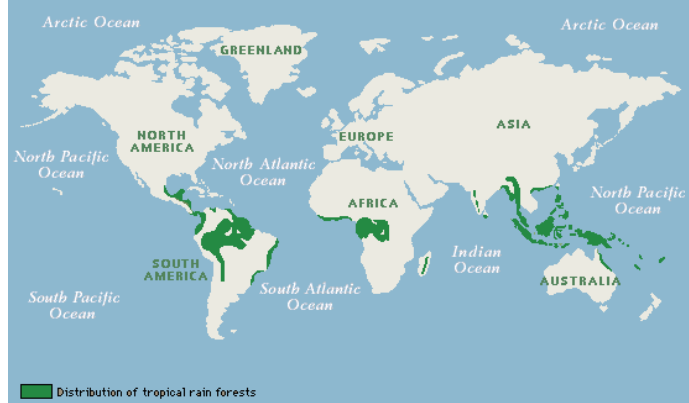 Arctic Ocean
Arctic Ocean
GREENLAND
NORTH
AMERICA
EUROPE
ASIA
North Pacific
Ocean
North Atlantic
Ocean
North Pacific
Ocean
AFRICA
SOUTH
AMERICA
Indian
Ocean
AUSTRALIA
South Pacific
Ocean
South Atlantic
Ocean
Distribution of tropical rain forests